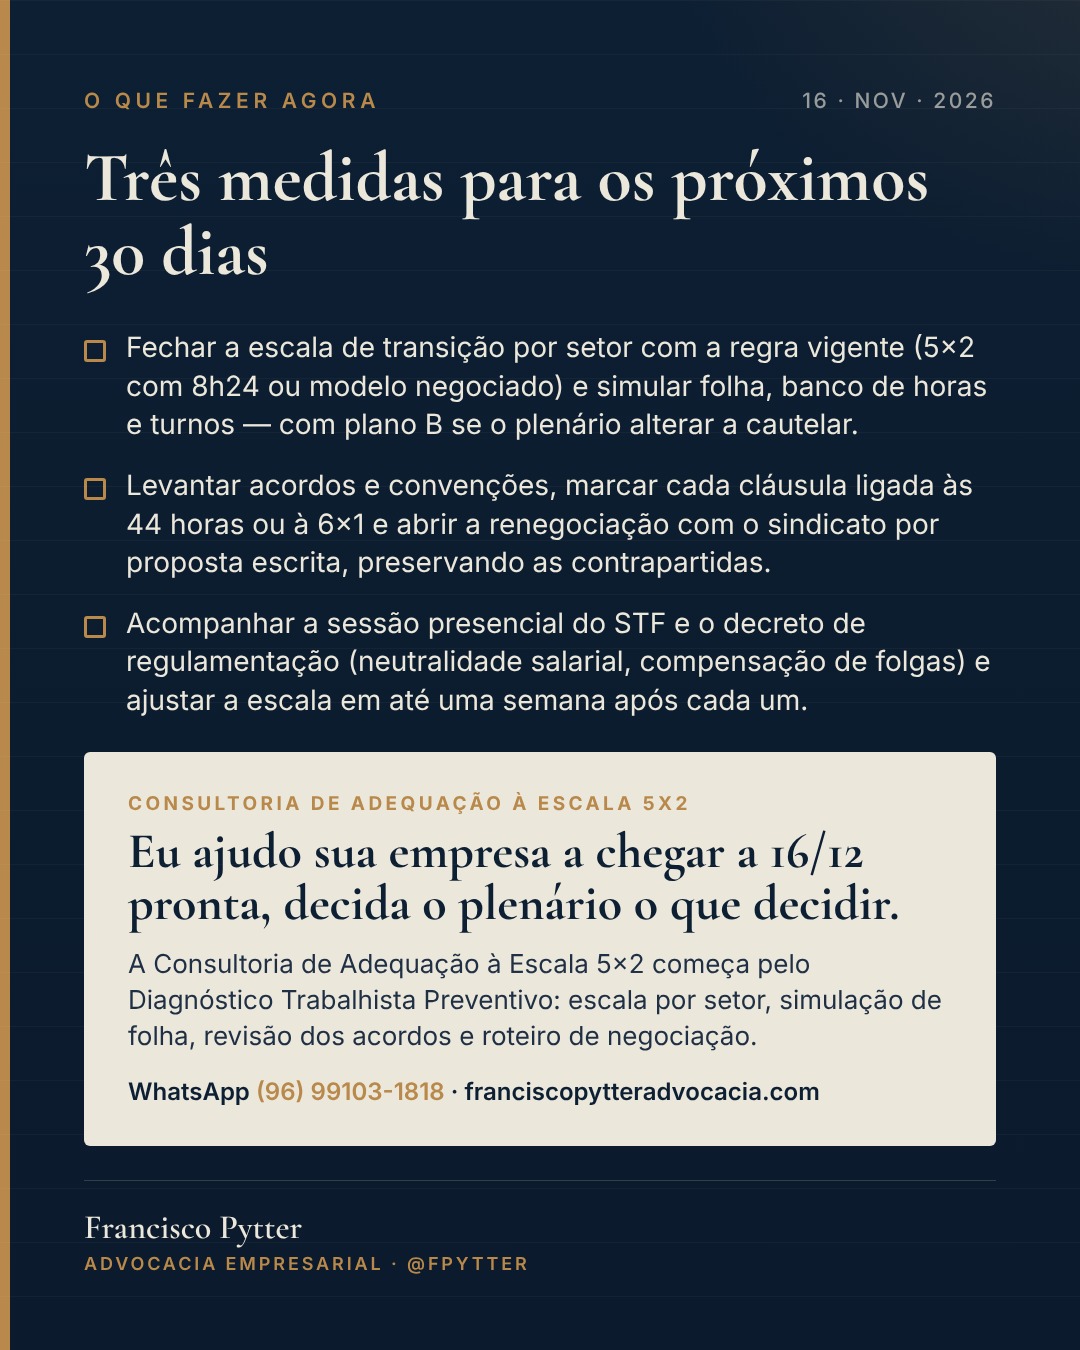 O QUE FAZER AGORA
16 · NOV · 2026
Três medidas para os próximos
30 dias
Fechar a escala de transição por setor com a regra vigente (5×2
com 8h24 ou modelo negociado) e simular folha, banco de horas
e turnos — com plano B se o plenário alterar a cautelar.
Levantar acordos e convenções, marcar cada cláusula ligada às
44 horas ou à 6×1 e abrir a renegociação com o sindicato por
proposta escrita, preservando as contrapartidas.
Acompanhar a sessão presencial do STF e o decreto de
regulamentação (neutralidade salarial, compensação de folgas) e
ajustar a escala em até uma semana após cada um.
CONSULTORIA DE ADEQUAÇÃO À ESCALA 5X2
Eu ajudo sua empresa a chegar a 16/12
pronta, decida o plenário o que decidir.
A Consultoria de Adequação à Escala 5×2 começa pelo
Diagnóstico Trabalhista Preventivo: escala por setor, simulação de
folha, revisão dos acordos e roteiro de negociação.
WhatsApp (96) 99103-1818 · franciscopytteradvocacia.com
Francisco Pytter
ADVOCACIA EMPRESARIAL · @FPYTTER